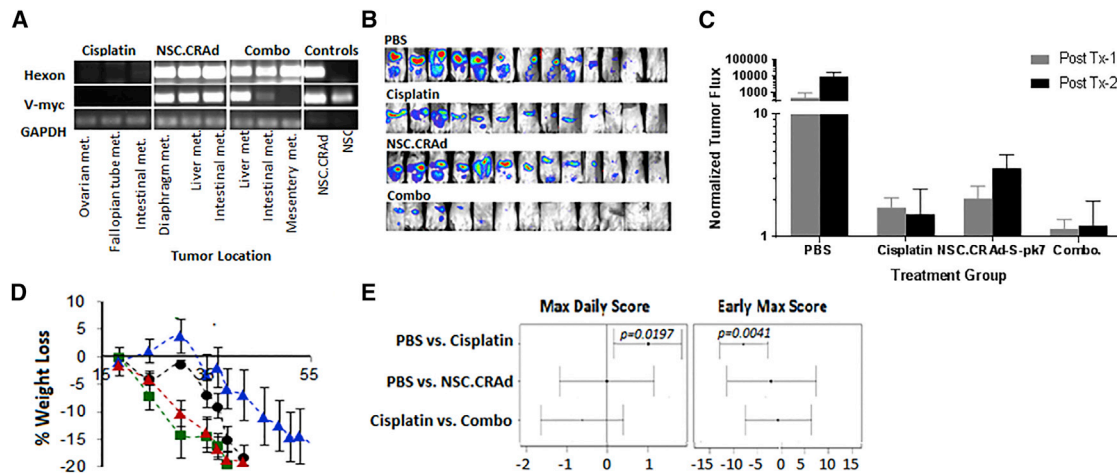 A
Cisplatin NSC.CRAd Combo Controls
Hexon
V-myc
GAPDH
Ovarian met.
Fallopian tube met.
Intestinal met.
Diaphragm met.
Liver met.
Intestinal met.
Liver met
Intestinal met.
Mesentery met.
NSC.CRAd
NSC
Tumor Location
B
PBS
Cisplatin
NSC.CRAd
Combo
C
Normalized Tumor Flux
100000
10000
1000
10
1
Post Tx-1
Post Tx-2
PBS Cisplatin NSC.CRAd-S-pk7 Combo.
Treatment Group
D
% Weight Loss
10
5
0
-5
-10
-15
-20
15 35 55
E
Max Daily Score Early Max Score
PBS vs. Cisplatin p=0.0197 p=0.0041
PBS vs. NSC.CRAd
Cisplatin vs. Combo
-2 -1 0 1 2 -15 -10 -5 0 5 10 15